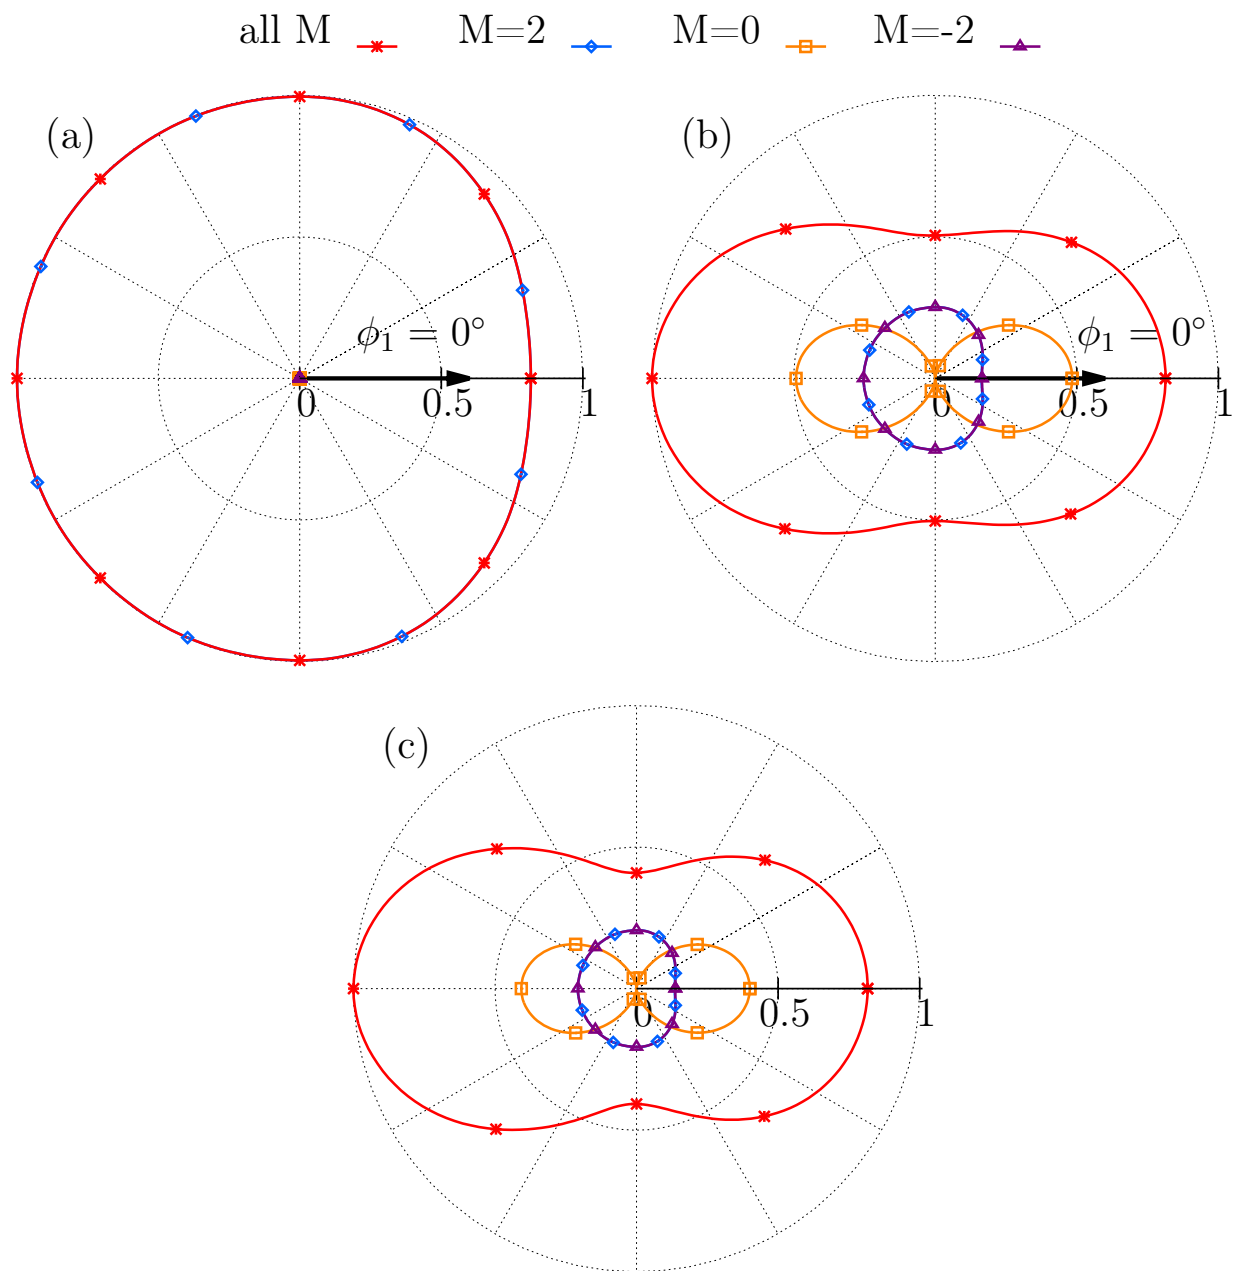 all M M=2 M=0 M=-2
(a) (b)
ϕ₁ = 0° ϕ₁ = 0°
0 0.5 1 0 0.5 1
(c)
0 0.5 1